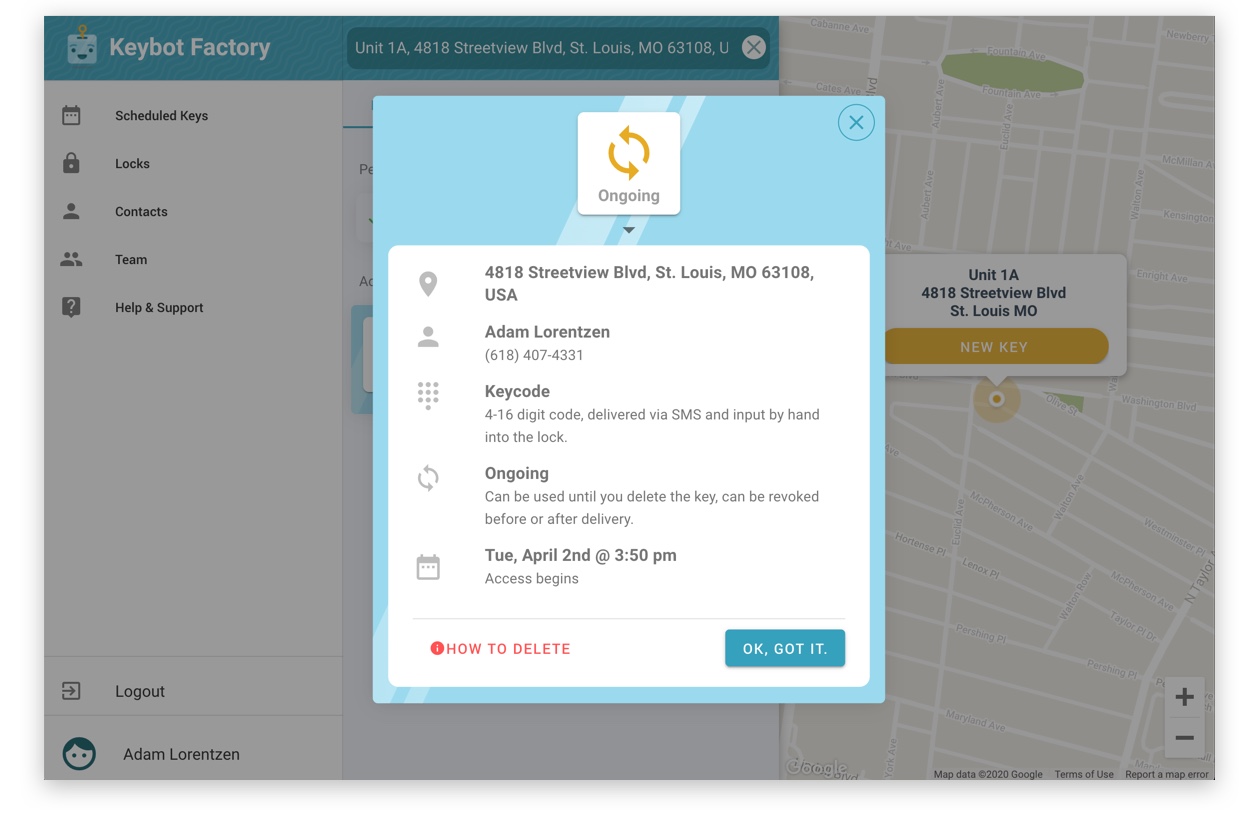 Keybot Factory
Unit 1A, 4818 Streetview Blvd, St. Louis, MO 63108, U
Scheduled Keys
Locks
Contacts
Team
Help & Support
Logout
Adam Lorentzen
Pe
Ac
Ongoing
4818 Streetview Blvd, St. Louis, MO 63108,
USA
Adam Lorentzen
(618) 407-4331
Keycode
4-16 digit code, delivered via SMS and input by hand
into the lock.
Ongoing
Can be used until you delete the key, can be revoked
before or after delivery.
Tue, April 2nd @ 3:50 pm
Access begins
HOW TO DELETE
OK, GOT IT.
Cabanne Ave
Newberry
Fountain Ave
Fountain Ave
Cates Ave
lvd
Aubert Ave
Euclid Ave
McMillan A
Aubert Ave
Walton Ave
Kensington
ht Ave
Enright Ave
Unit 1A
4818 Streetview Blvd
St. Louis MO
NEW KEY
Olive St
Washington Blvd
Wa
Ave
McPherson Ave
Walton Ave
Euclid Ave
Westminster Pl
Hortense Pl
Lenox Pl
McPherson Ave
Walton Row
N Taylor
Taylor Pl Dr
Pershing Pl
Pershing Pl
Pe
Maryland Ave
York Ave
Google
Map data ©2020 Google
Terms of Use
Report a map error